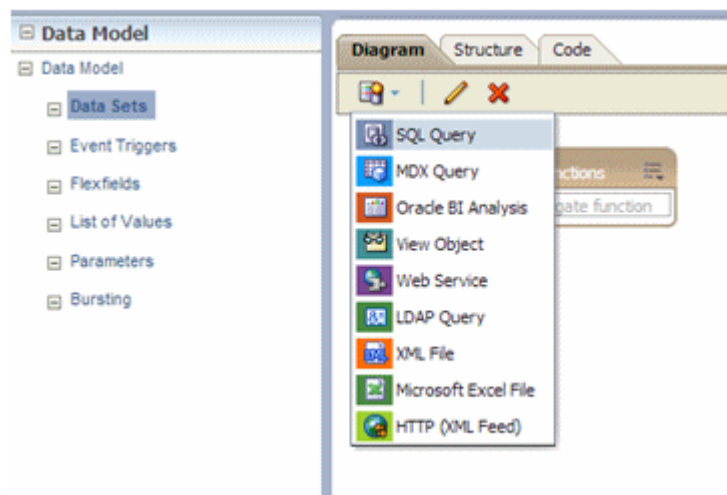 Data Model
Data Model
Data Sets
Event Triggers
Flexfields
List of Values
Parameters
Bursting
Diagram Structure Code
SQL Query
MDX Query
Oracle BI Analysis
View Object
Web Service
LDAP Query
XML File
Microsoft Excel File
HTTP (XML Feed)
nctions
gate function